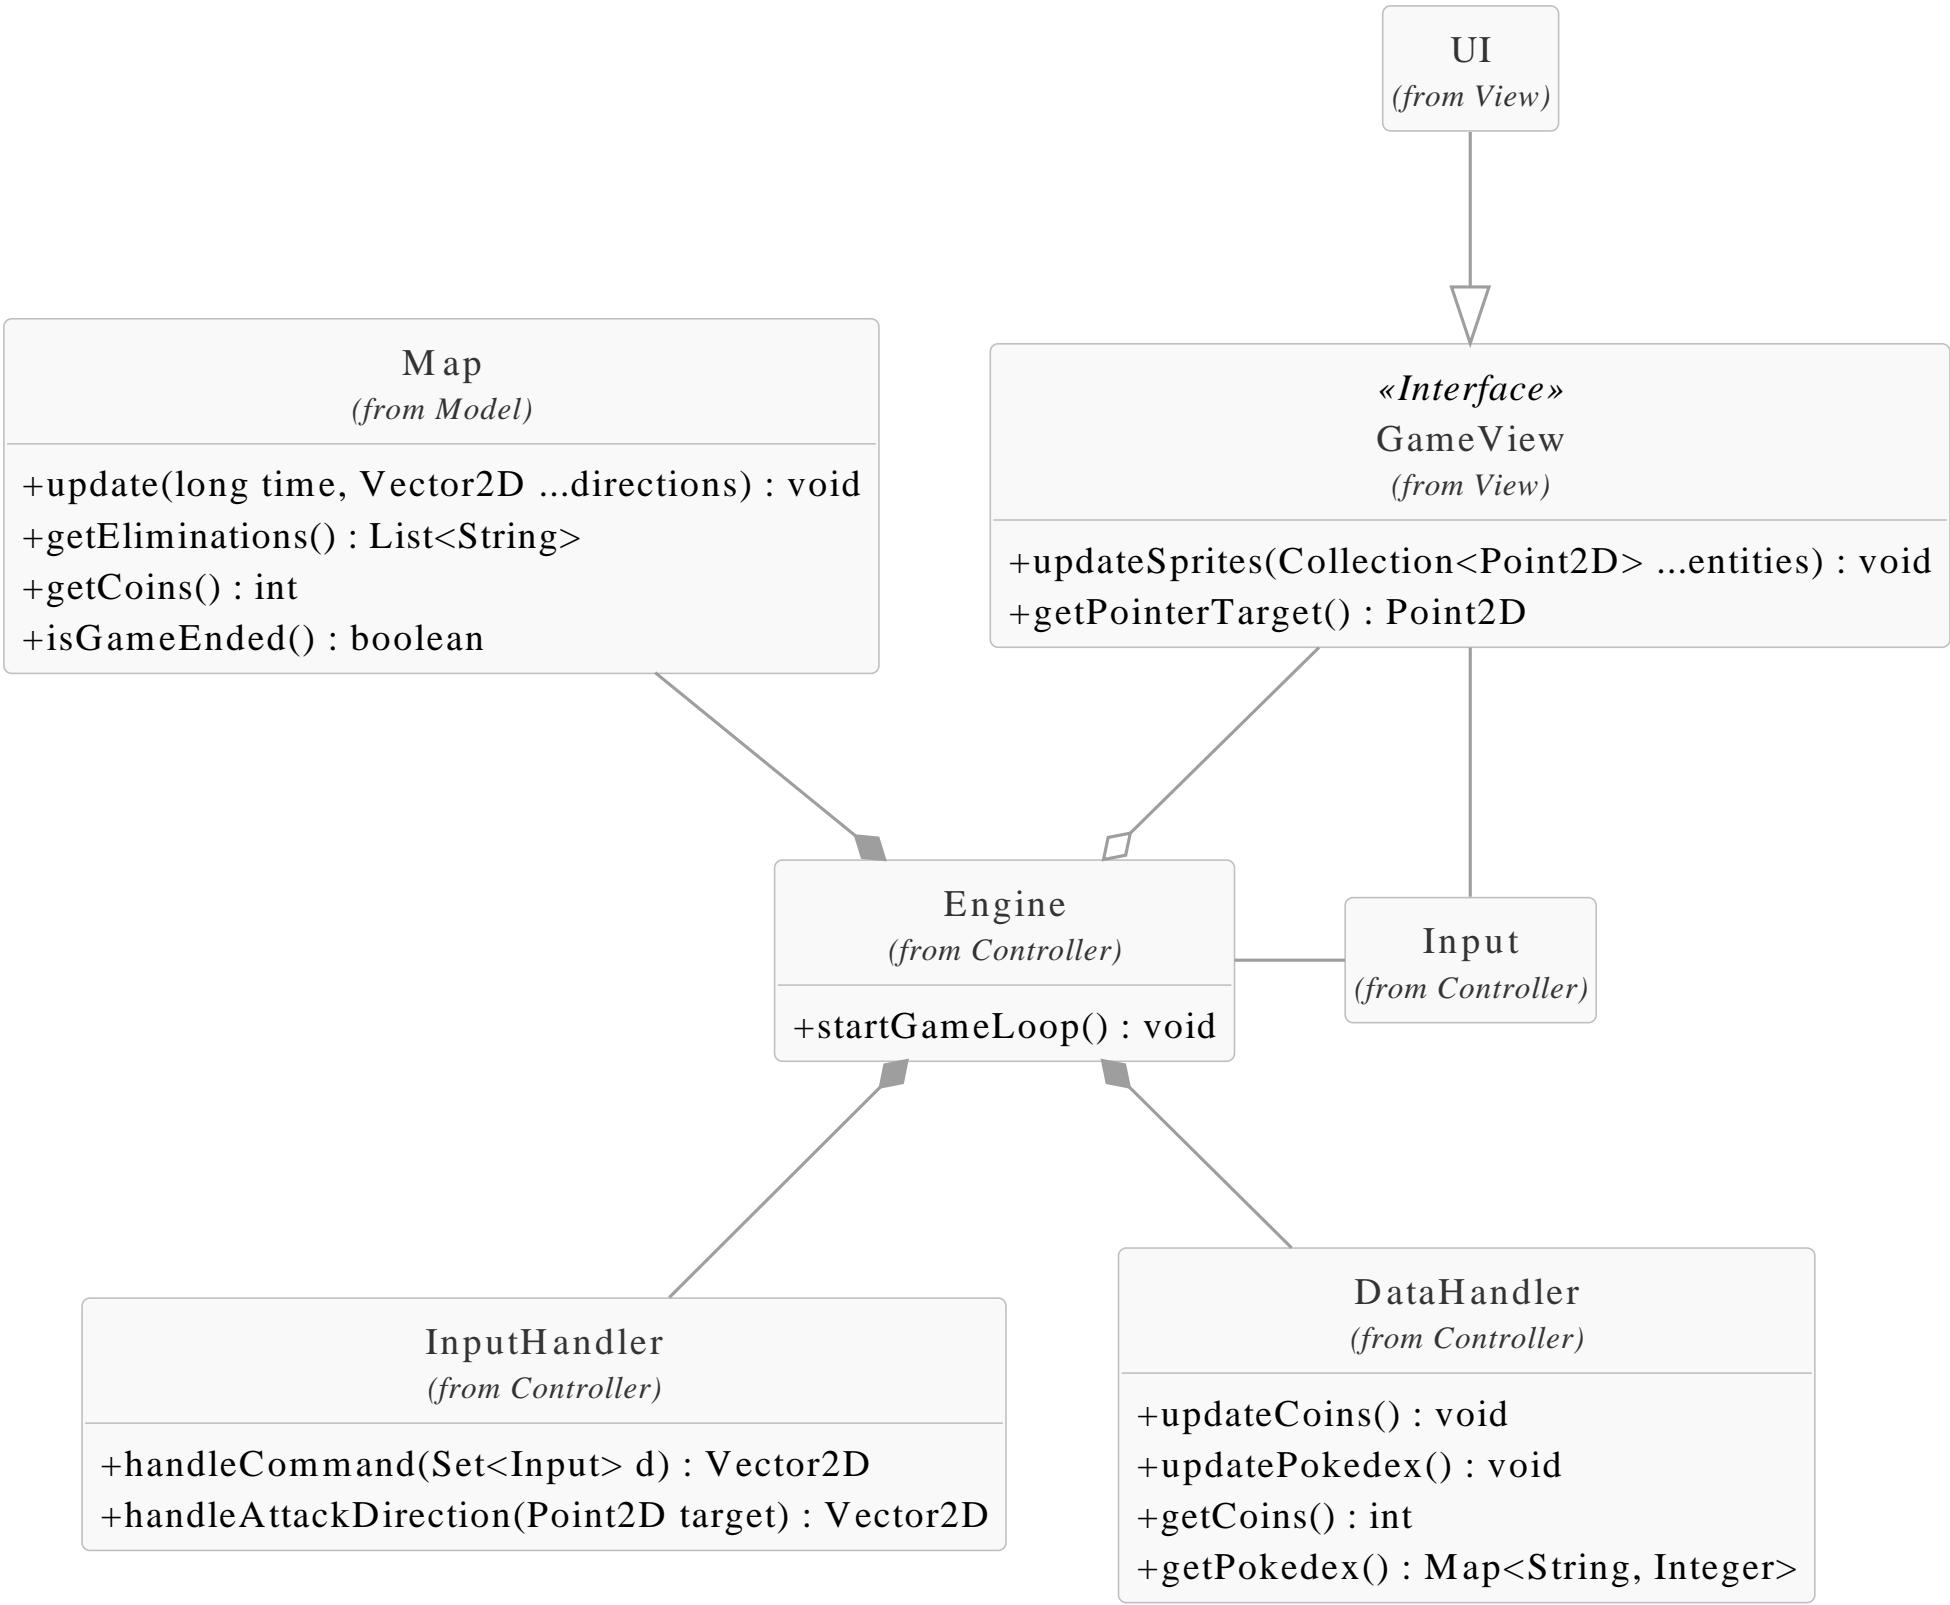 UI
(from View)
Map
(from Model)
+update(long time, Vector2D ...directions) : void
+getEliminations() : List<String>
+getCoins() : int
+isGameEnded() : boolean
«Interface»
GameView
(from View)
+updateSprites(Collection<Point2D> ...entities) : void
+getPointerTarget() : Point2D
Engine
(from Controller)
+startGameLoop() : void
Input
(from Controller)
InputHandler
(from Controller)
+handleCommand(Set<Input> d) : Vector2D
+handleAttackDirection(Point2D target) : Vector2D
DataHandler
(from Controller)
+updateCoins() : void
+updatePokedex() : void
+getCoins() : int
+getPokedex() : Map<String, Integer>